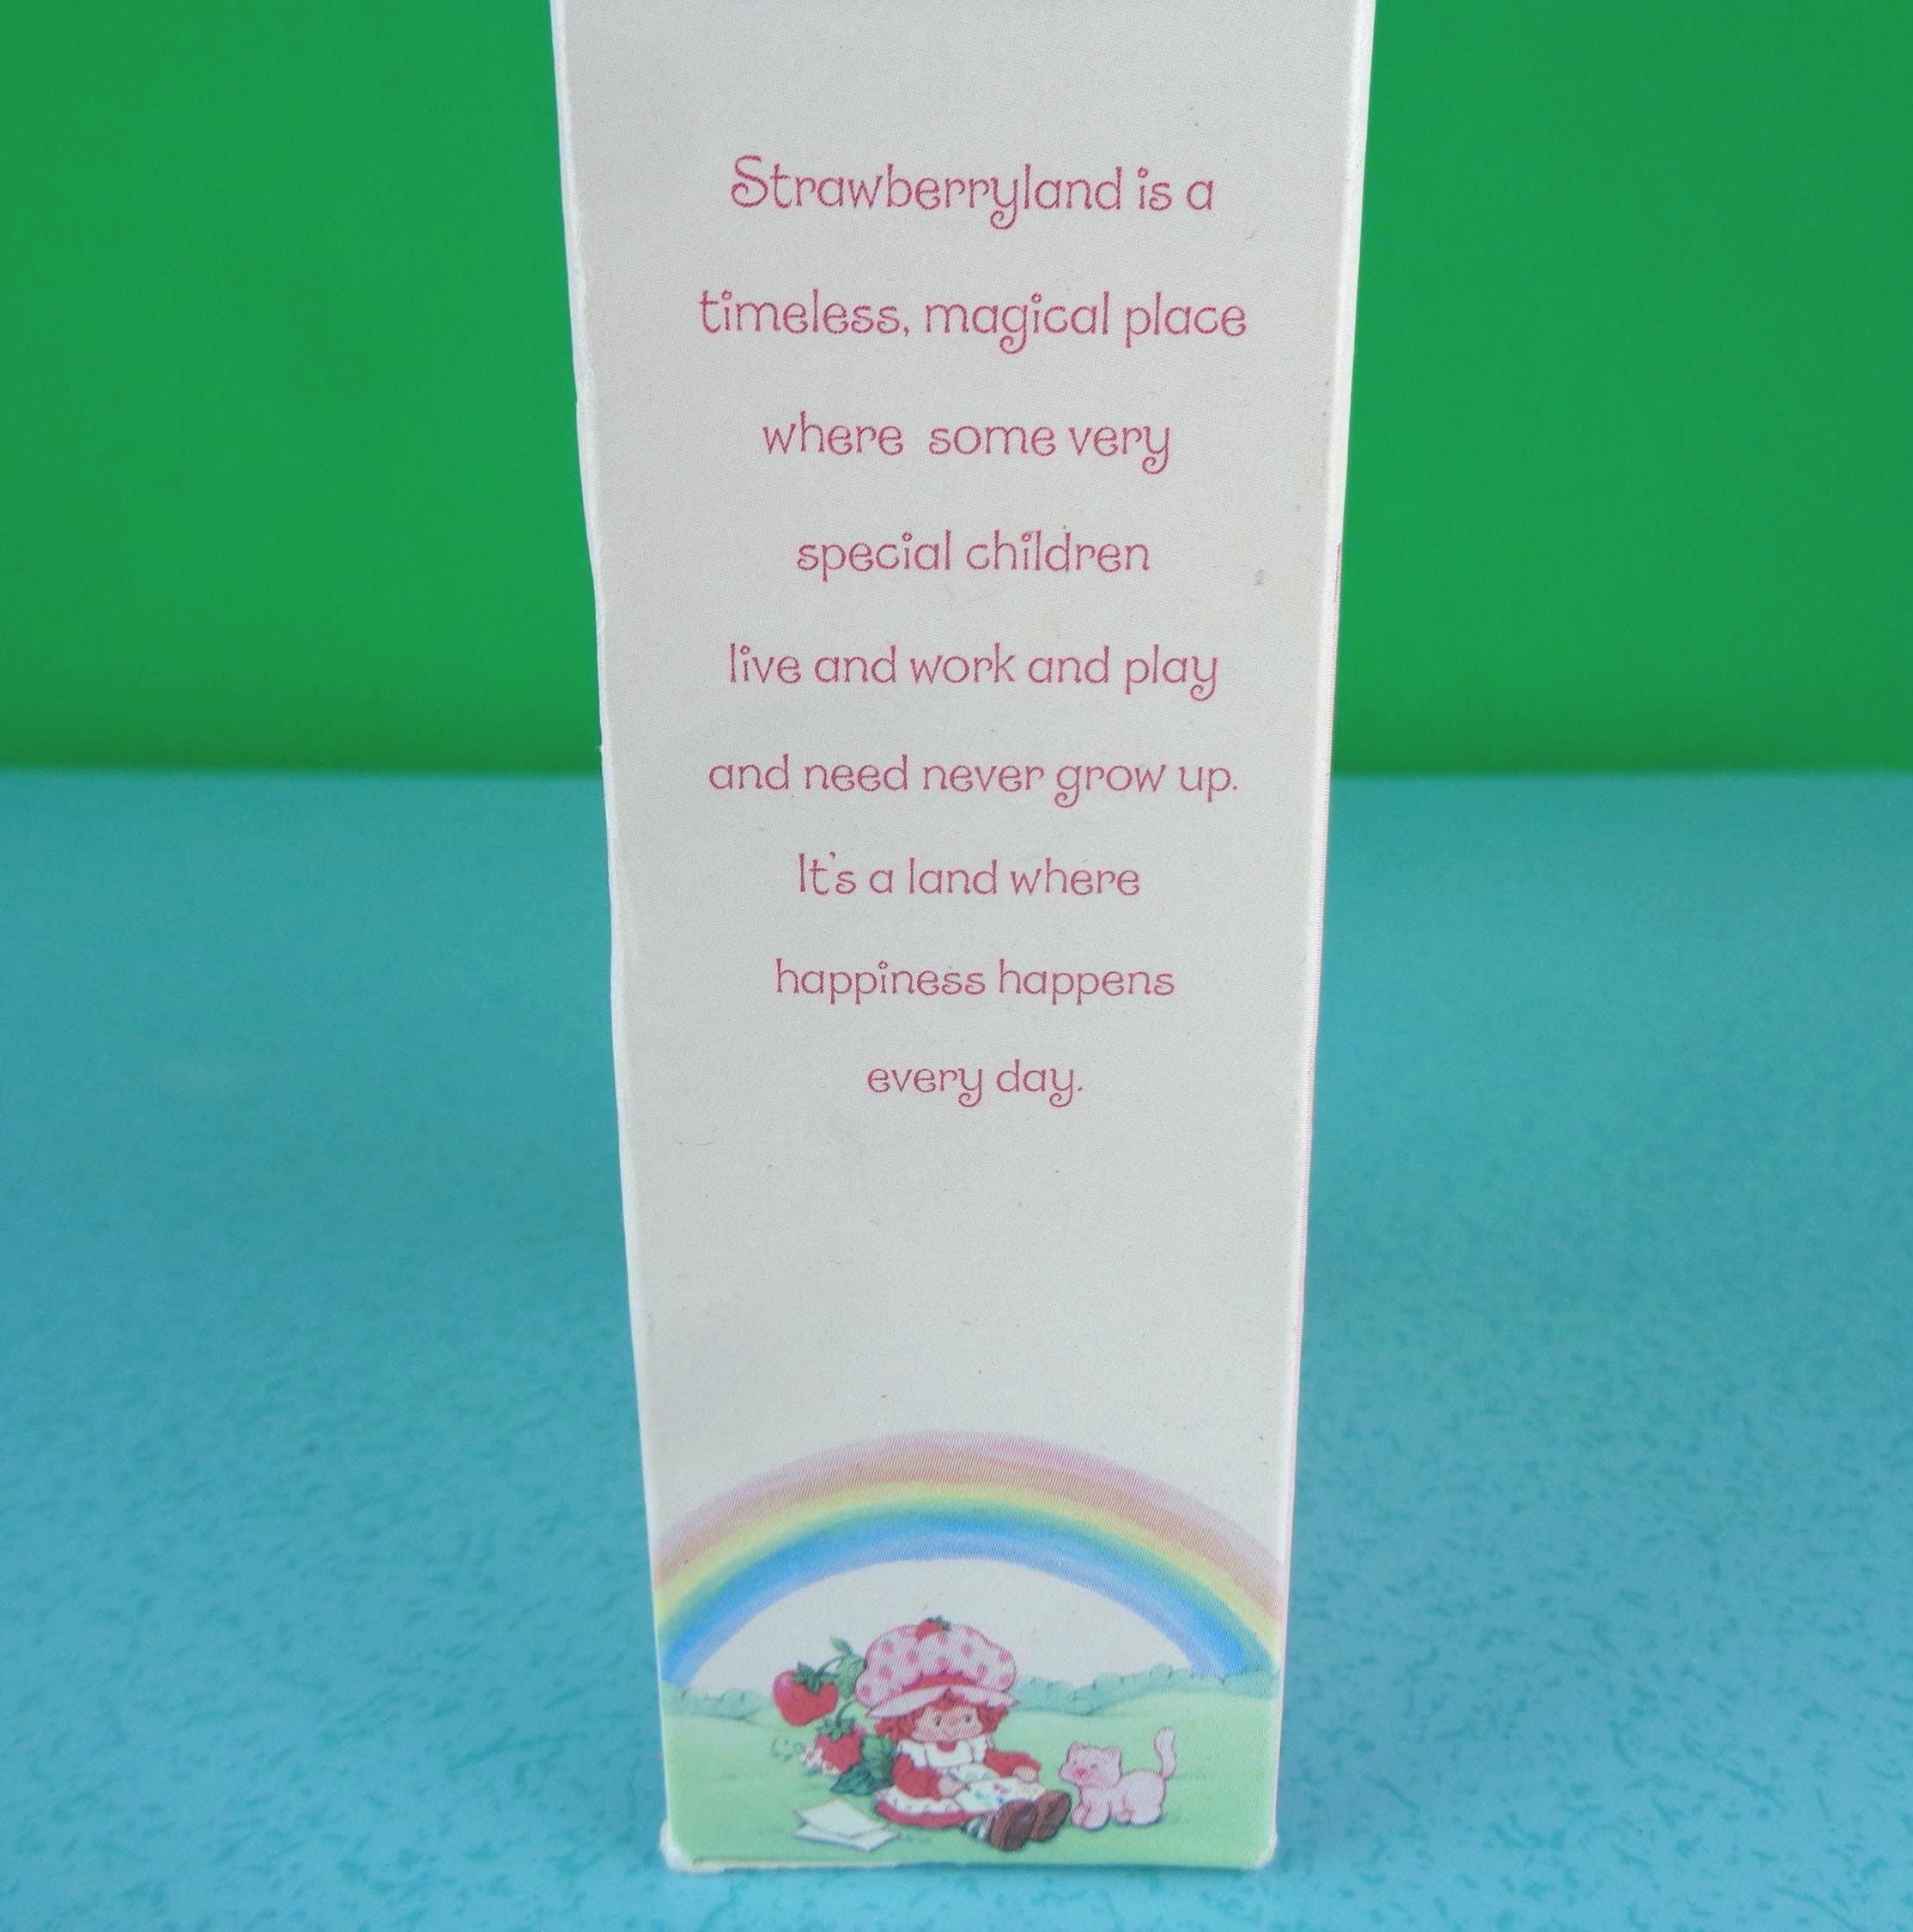 Strawberryland is a
timeless, magical place
where some very
special children
live and work and play
and need never grow up.
It's a land where
happiness happens
every day.